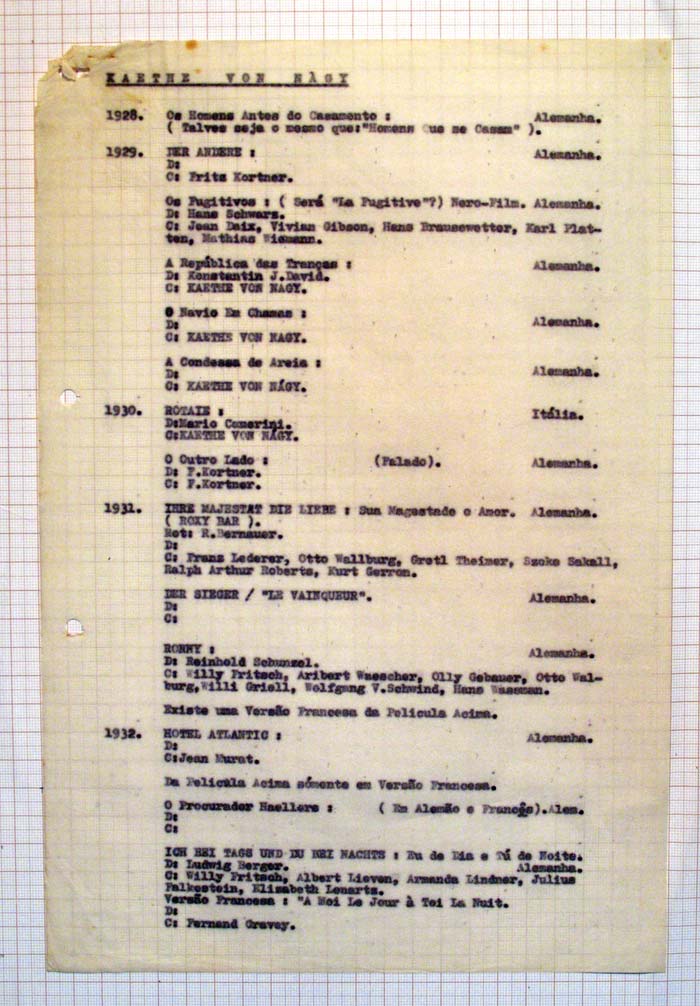 KAETHE VON NÀGY
1928. Os Homens Antes do Casamento : Alemanha.
( Talves seja o mesmo que:"Homens Que se Casam" ).
1929. DER ANDERE : Alemanha.
D:
C: Fritz Kortner.
Os Fugitivos : ( Será "La Fugitive"?) Nero-Film. Alemanha.
D: Hans Schwarz.
C: Jean Daix, Vivian Gibson, Hans Brausewetter, Karl Plat-
ten, Mathias Wiemann.
A República das Tranças : Alemanha.
D: Konstantin J.David.
C: KAETHE VON NAGY.
O Navio Em Chamas :
D: Alemanha.
C: KAETHE VON NAGY.
A Condessa de Areia :
D: Alemanha.
C: KAETHE VON NÁGY.
1930. ROTAIE : Itália.
D:Mario Camerini.
C:KAETHE VON NÁGY.
O Outro Lado : (Falado). Alemanha.
D: F.Kortner.
C: F.Kortner.
1931. IHRE MAJESTAT DIE LIEBE : Sua Magestade o Amor. Alemanha.
( ROXY BAR ).
Rot: R.Bernauer.
D:
C: Franz Lederer, Otto Wallburg, Gretl Theimer, Szoke Sakall,
Ralph Arthur Roberts, Kurt Gerron.
DER SIEGER / "LE VAINQUEUR". Alemanha.
D:
C:
RONNY : Alemanha.
D: Reinhold Schunzel.
C: Willy Fritsch, Aribert Waescher, Olly Gebauer, Otto Wal-
burg,Willi Griell, Wolfgang V.Schwind, Hans Wassman.
Existe uma Versão Francesa da Pelicula Acima.
1932. HOTEL ATLANTIC : Alemanha.
D:
C:Jean Murat.
Da Pelicula Acima sómente em Versão Francesa.
O Procurador Haellers : ( Em Alemão e Francês).Alem.
D:
C:
ICH BEI TAGS UND DU BEI NACHTS : Eu de Dia e Tú de Noite.
D: Ludwig Berger. Alemanha.
C: Willy Fritsch, Albert Lieven, Armanda Lindner, Julius
Falkestein, Elizabeth Lenartz.
Versão Francesa : "A Moi Le Jour à Toi La Nuit.
D:
C: Fernand Gravey.